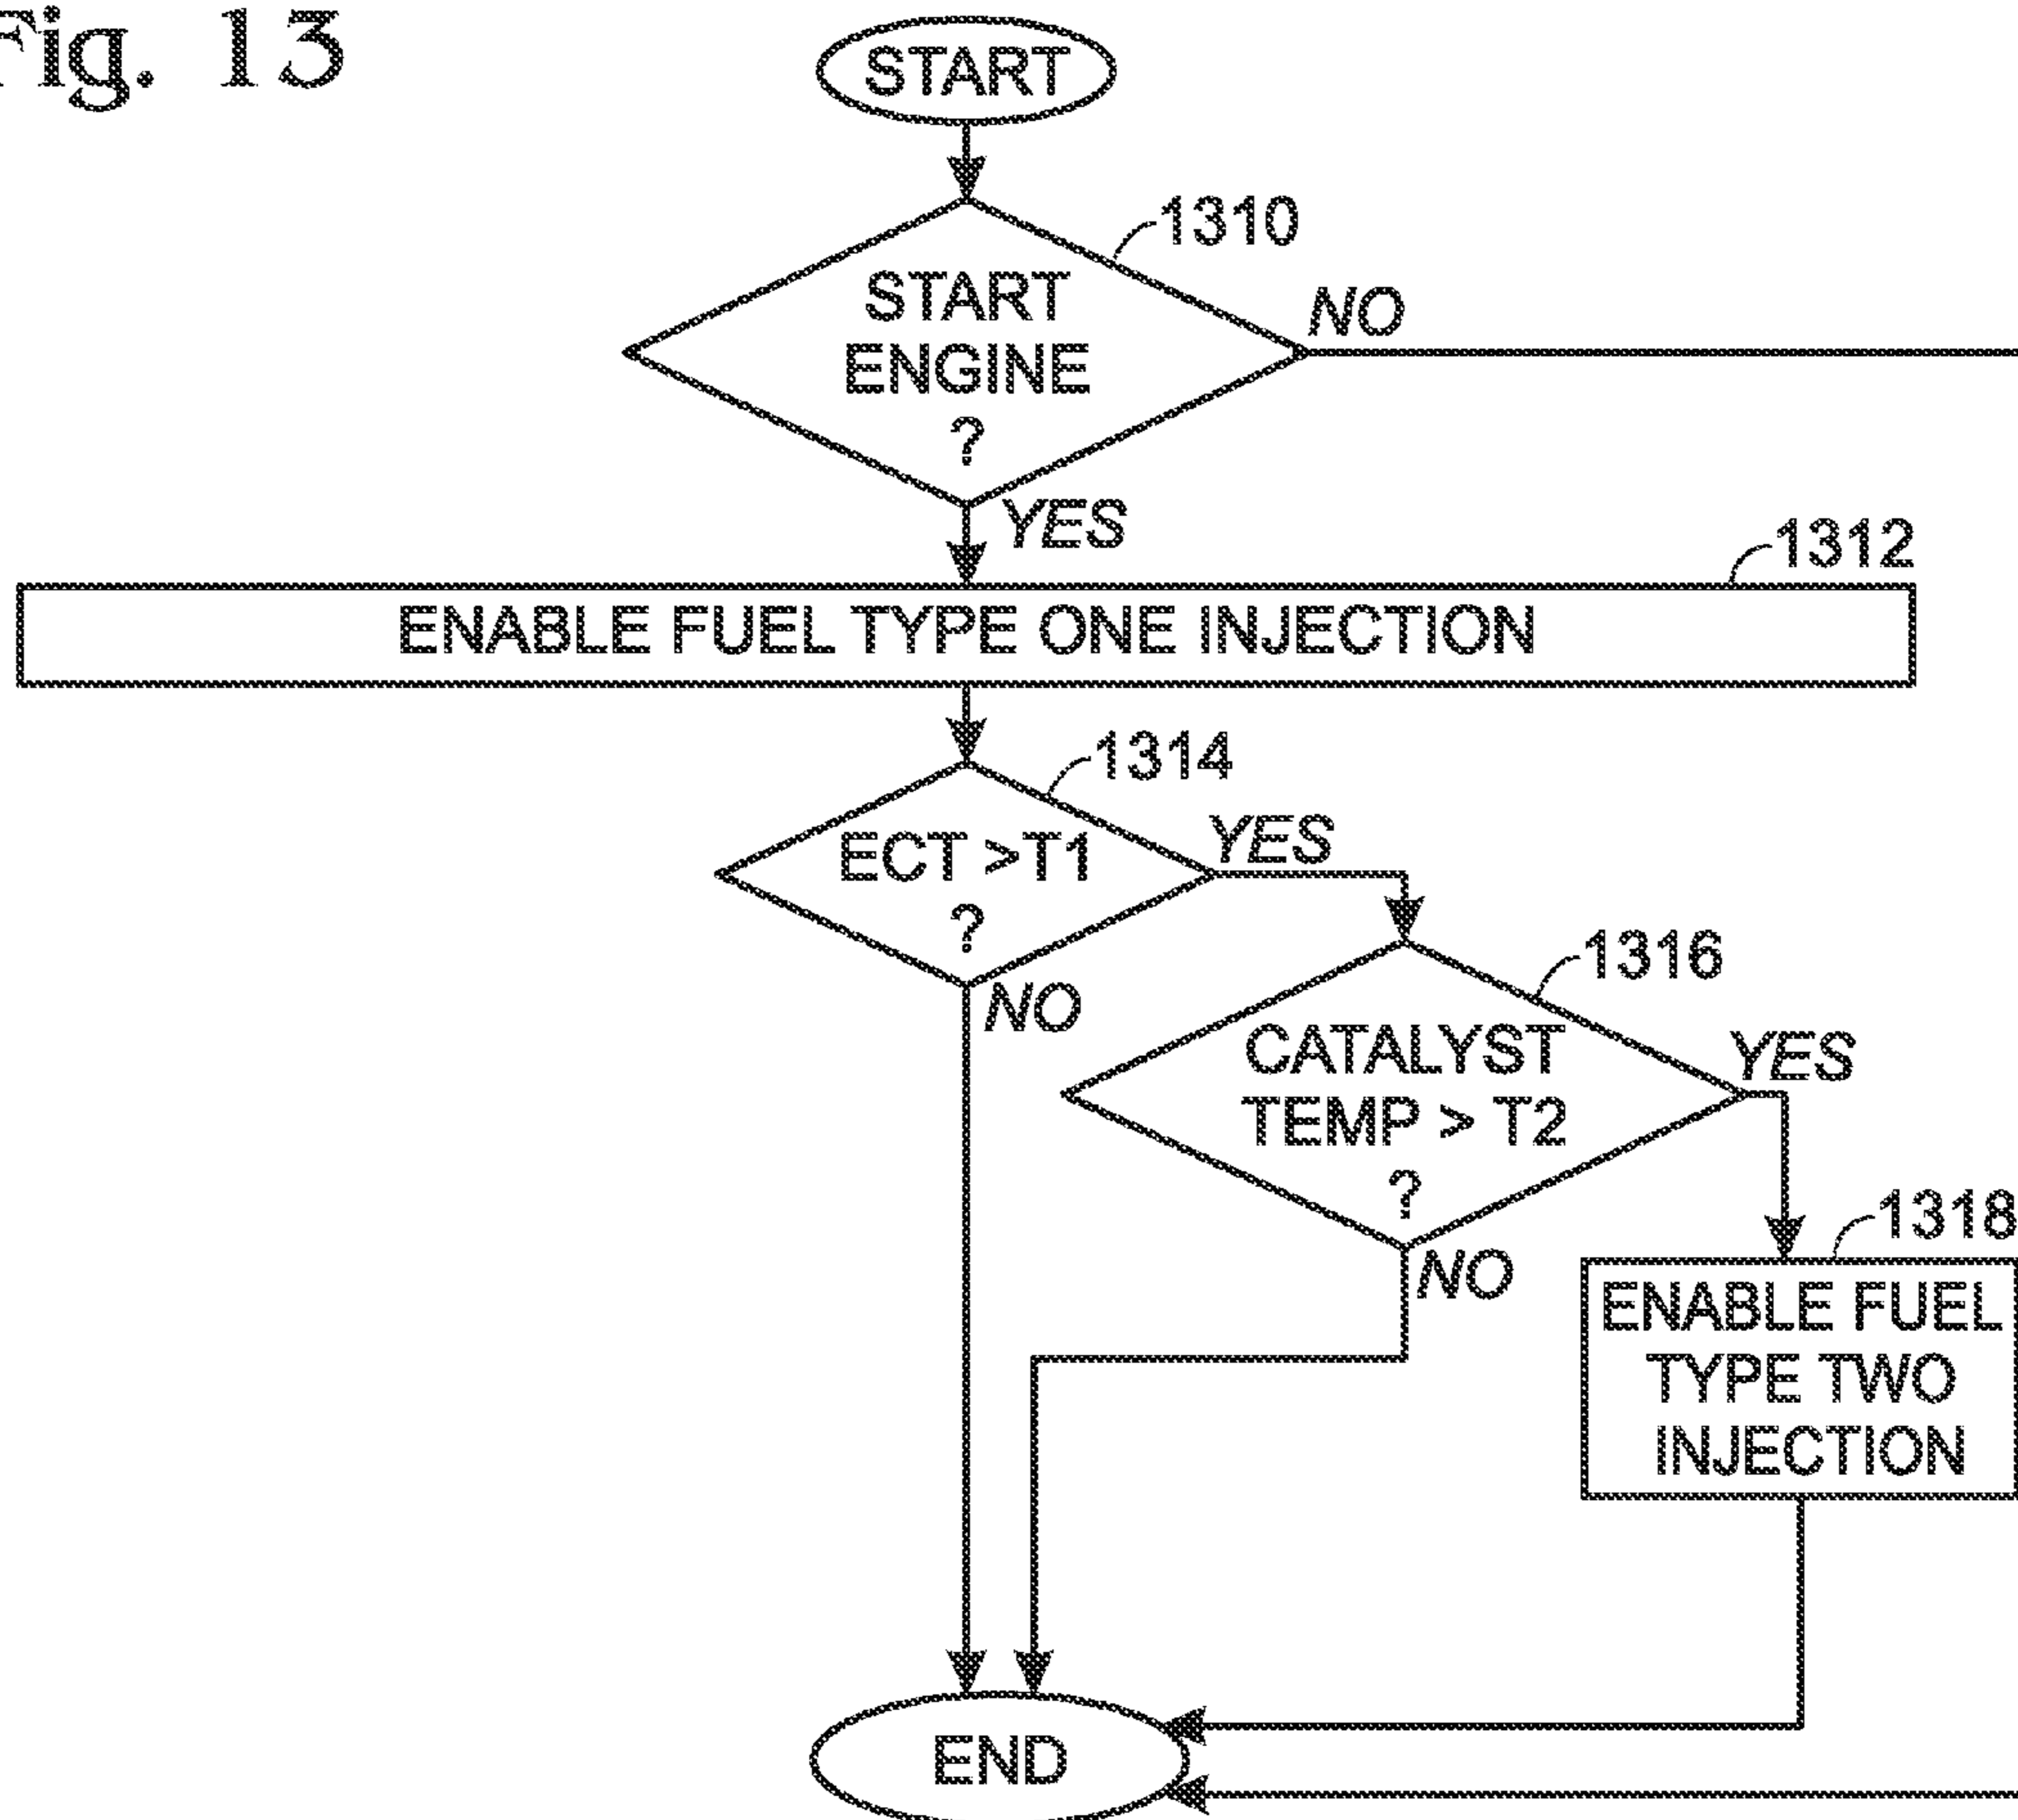 Fig. 13
START
1310
START
ENGINE
?
NO
YES
1312
ENABLE FUEL TYPE ONE INJECTION
1314
ECT >T1
?
YES
NO
1316
CATALYST
TEMP > T2
?
YES
NO
1318
ENABLE FUEL
TYPE TWO
INJECTION
END